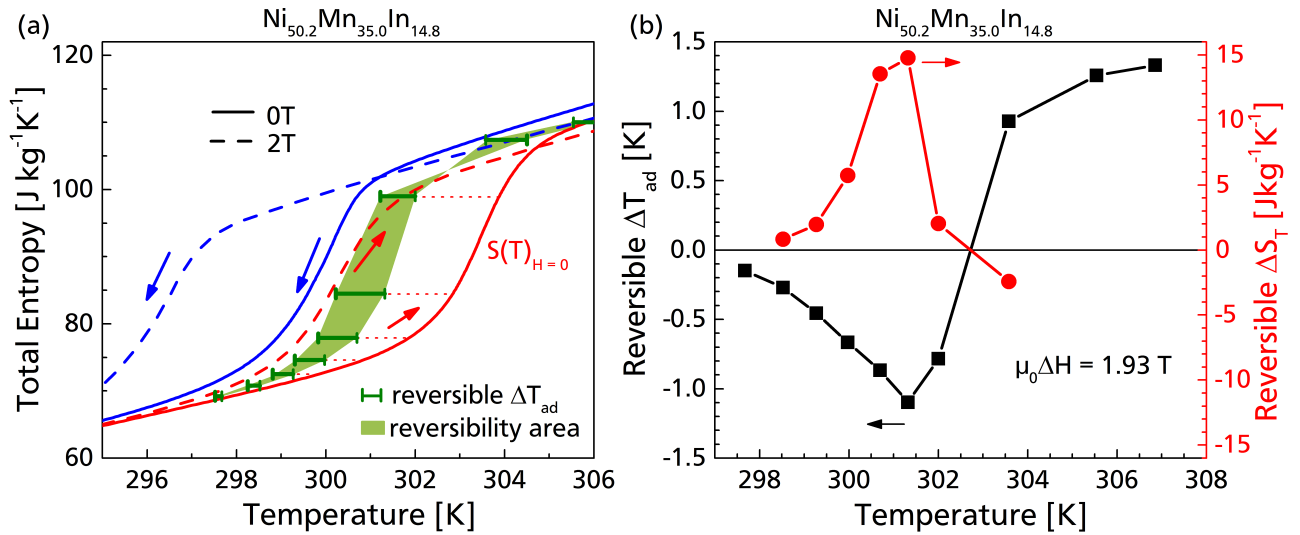 (a)
Ni50.2Mn35.0In14.8
Total Entropy [J kg-1K-1]
120
100
80
60
0T
2T
S(T)H = 0
reversible ΔTad
reversibility area
296 298 300 302 304 306
Temperature [K]
(b)
Ni50.2Mn35.0In14.8
Reversible ΔTad [K]
1.5
1.0
0.5
0.0
-0.5
-1.0
-1.5
μ0ΔH = 1.93 T
298 300 302 304 306 308
Temperature [K]
15
10
5
0
-5
-10
-15
Reversible ΔST [Jkg-1K-1]